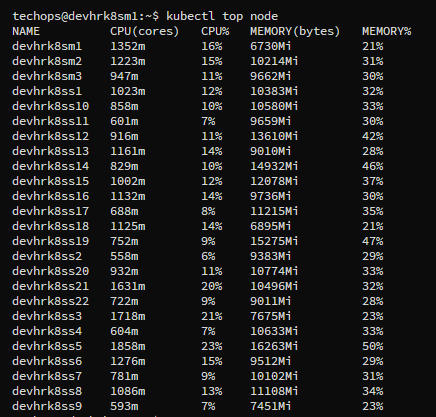 techops@devhrk8sm1:~$ kubectl top node
NAME CPU(cores) CPU% MEMORY(bytes) MEMORY%
devhrk8sm1 1352m 16% 6730Mi 21%
devhrk8sm2 1223m 15% 10214Mi 31%
devhrk8sm3 947m 11% 9662Mi 30%
devhrk8ss1 1023m 12% 10383Mi 32%
devhrk8ss10 858m 10% 10580Mi 33%
devhrk8ss11 601m 7% 9659Mi 30%
devhrk8ss12 916m 11% 13610Mi 42%
devhrk8ss13 1161m 14% 9010Mi 28%
devhrk8ss14 829m 10% 14932Mi 46%
devhrk8ss15 1002m 12% 12078Mi 37%
devhrk8ss16 1132m 14% 9736Mi 30%
devhrk8ss17 688m 8% 11215Mi 35%
devhrk8ss18 1125m 14% 6895Mi 21%
devhrk8ss19 752m 9% 15275Mi 47%
devhrk8ss2 558m 6% 9383Mi 29%
devhrk8ss20 932m 11% 10774Mi 33%
devhrk8ss21 1631m 20% 10496Mi 32%
devhrk8ss22 722m 9% 9011Mi 28%
devhrk8ss3 1718m 21% 7675Mi 23%
devhrk8ss4 604m 7% 10633Mi 33%
devhrk8ss5 1858m 23% 16263Mi 50%
devhrk8ss6 1276m 15% 9512Mi 29%
devhrk8ss7 781m 9% 10102Mi 31%
devhrk8ss8 1086m 13% 11108Mi 34%
devhrk8ss9 593m 7% 7451Mi 23%